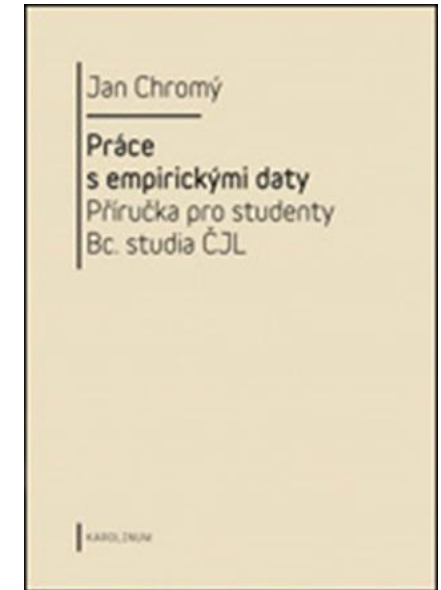 Jan Chromý
Práce
s empirickými daty
Příručka pro studenty
Bc. studia ČJL
KAROLINUM